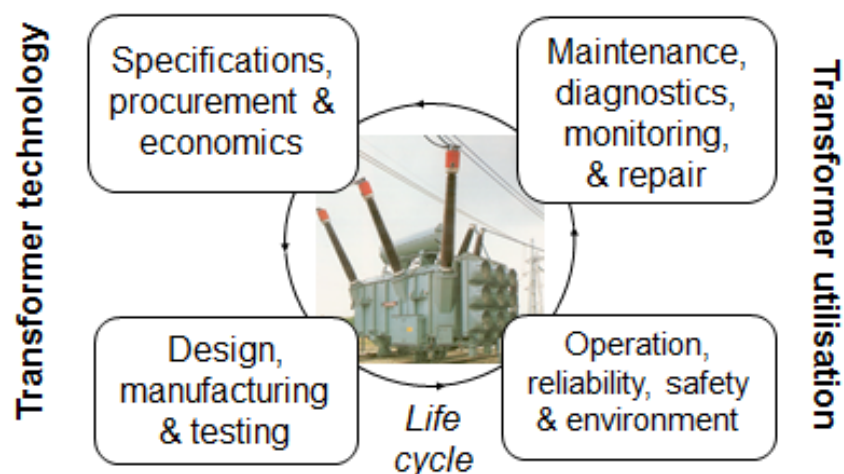 Transformer technology
Specifications,
procurement &
economics
Maintenance,
diagnostics,
monitoring,
& repair
Transformer utilisation
Design,
manufacturing
& testing
Life
cycle
Operation,
reliability, safety
& environment